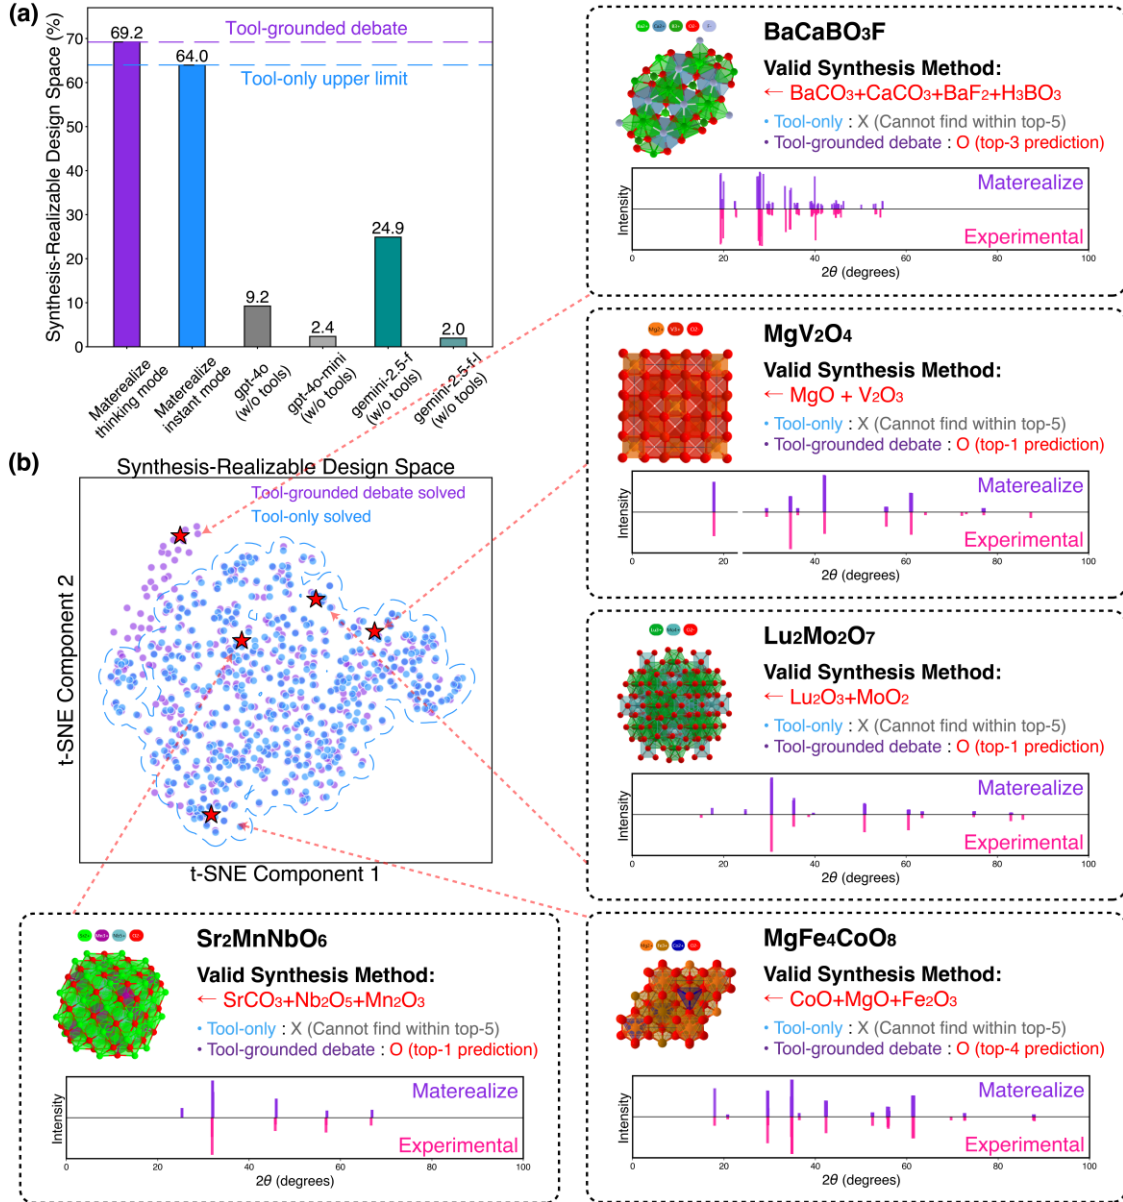 (a)
Synthesis-Realizable Design Space (%)
70
60
50
40
30
20
10
0
Tool-grounded debate
69.2
64.0
Tool-only upper limit
9.2
2.4
24.9
2.0
Materealize thinking mode
Materealize instant mode
gpt-4o (w/o tools)
gpt-4o-mini (w/o tools)
gemini-2.5-f (w/o tools)
gemini-2.5-f-l (w/o tools)
(b)
Synthesis-Realizable Design Space
Tool-grounded debate solved
Tool-only solved
t-SNE Component 2
t-SNE Component 1
BaCaBO₃F
Valid Synthesis Method:
← BaCO₃+CaCO₃+BaF₂+H₃BO₃
• Tool-only : X (Cannot find within top-5)
• Tool-grounded debate : O (top-3 prediction)
Intensity
Materealize
Experimental
0 20 40 60 80 100
2θ (degrees)
MgV₂O₄
Valid Synthesis Method:
← MgO + V₂O₃
• Tool-only : X (Cannot find within top-5)
• Tool-grounded debate : O (top-1 prediction)
Intensity
Materealize
Experimental
0 20 40 60 80 100
2θ (degrees)
Lu₂Mo₂O₇
Valid Synthesis Method:
← Lu₂O₃+MoO₂
• Tool-only : X (Cannot find within top-5)
• Tool-grounded debate : O (top-1 prediction)
Intensity
Materealize
Experimental
0 20 40 60 80 100
2θ (degrees)
Sr₂MnNbO₆
Valid Synthesis Method:
← SrCO₃+Nb₂O₅+Mn₂O₃
• Tool-only : X (Cannot find within top-5)
• Tool-grounded debate : O (top-1 prediction)
Intensity
Materealize
Experimental
0 20 40 60 80 100
2θ (degrees)
MgFe₄CoO₈
Valid Synthesis Method:
← CoO+MgO+Fe₂O₃
• Tool-only : X (Cannot find within top-5)
• Tool-grounded debate : O (top-4 prediction)
Intensity
Materealize
Experimental
0 20 40 60 80 100
2θ (degrees)